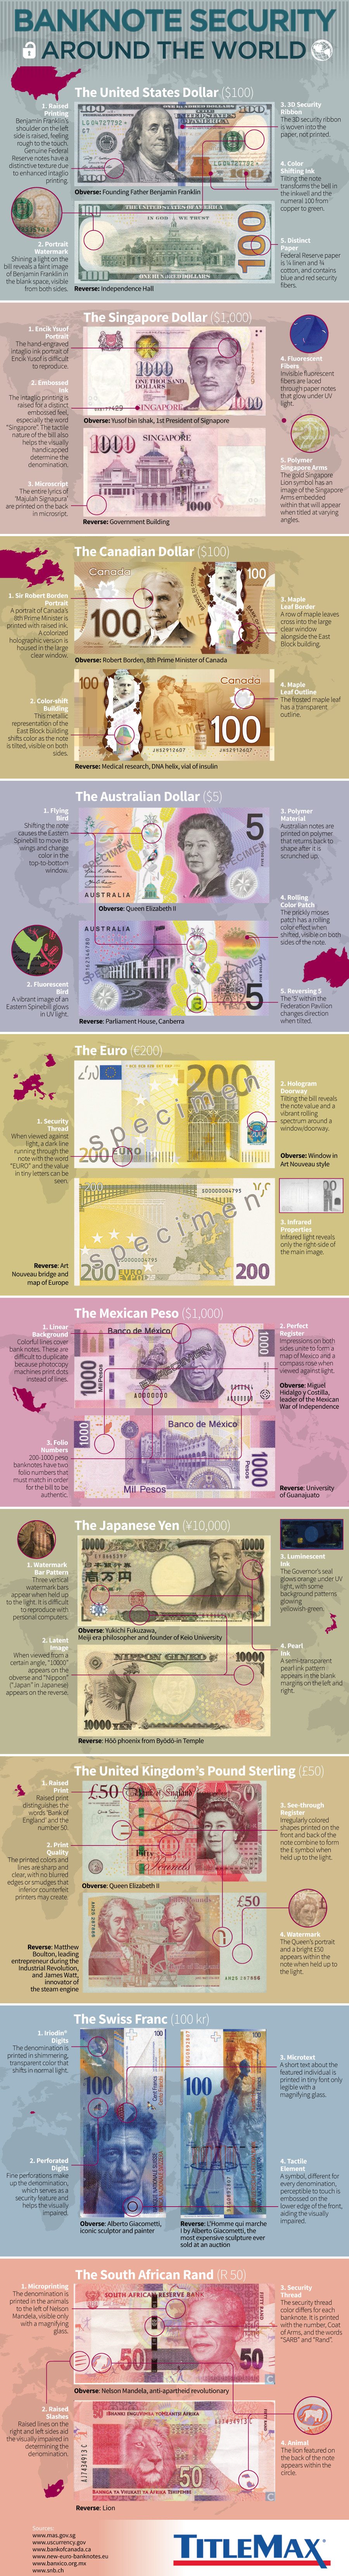 BANKNOTE SECURITY
AROUND THE WORLD
The United States Dollar ($100)
1. Raised
Printing
Benjamin Franklin's
shoulder on the left
side is raised, feeling
rough to the touch.
Genuine Federal
Reserve notes have a
distinctive texture due
to enhanced intaglio
printing.
2. Portrait
Watermark
Shining a light on the
bill reveals a faint image
of Benjamin Franklin in
the blank space, visible
from both sides.
Obverse: Founding Father Benjamin Franklin
Reverse: Independence Hall
3. 3D Security
Ribbon
The 3D security ribbon
is woven into the
paper, not printed.
4. Color
Shifting Ink
Tilting the note
transforms the bell in
the inkwell and the
numeral 100 from
copper to green.
5. Distinct
Paper
Federal Reserve paper
is ¼ linen and ¾
cotton, and contains
blue and red security
fibers.
The Singapore Dollar ($1,000)
1. Encik Yusof
Portrait
The hand-engraved
intaglio ink portrait of
Encik Yusof is difficult
to reproduce.
2. Embossed
Ink
The intaglio printing is
raised for a distinct
embossed feel,
especially the word
"Singapore". The tactile
nature of the bill also
helps the visually
handicapped
determine the
denomination.
3. Microscript
The entire lyrics of
'Majulah Signapura'
are printed on the back
in microscript.
Obverse: Yusof bin Ishak, 1st President of Signapore
Reverse: Government Building
4. Fluorescent
Fibers
Invisible fluorescent
fibers are laced
through paper notes
that glow under UV
light.
5. Polymer
Singapore Arms
The gold Singapore
Lion symbol has an
image of the Singapore
Arms embedded
within that will appear
when titled at varying
angles.
The Canadian Dollar ($100)
1. Sir Robert Borden
Portrait
A portrait of Canada's
8th Prime Minister is
printed with raised ink.
A colorized
holographic version is
housed in the large
clear window.
2. Color-shift
Building
This metallic
representation of the
East Block building
shifts color as the note
is tilted, visible on both
sides.
Obverse: Robert Borden, 8th Prime Minister of Canada
Reverse: Medical research, DNA helix, vial of insulin
3. Maple
Leaf Border
A row of maple leaves
cross into the large
clear window
alongside the East
Block building.
4. Maple
Leaf Outline
The frosted maple leaf
has a transparent
outline.
The Australian Dollar ($5)
1. Flying
Bird
Shifting the note
causes the Eastern
Spinebill to move its
wings and change
color in the
top-to-bottom
window.
2. Fluorescent
Bird
A vibrant image of an
Eastern Spinebill glows
in UV light.
Obverse: Queen Elizabeth II
Reverse: Parliament House, Canberra
3. Polymer
Material
Australian notes are
printed on polymer
that returns back to
shape after it is
scrunched up.
4. Rolling
Color Patch
The prickly moses
patch has a rolling
color effect when
shifted, visible on both
sides of the note.
5. Reversing 5
The '5' within the
Federation Pavilion
changes direction
when tilted.
The Euro (€200)
1. Security
Thread
When viewed against
light, a dark line
running through the
note with the word
"EURO" and the value
in tiny letters can be
seen.
Reverse: Art
Nouveau bridge and
map of Europe
2. Hologram
Doorway
Tilting the bill reveals
the note value and a
vibrant rolling
spectrum around a
window/doorway.
Obverse: Window in
Art Nouveau style
3. Infrared
Properties
Infrared light reveals
only the right-side of
the main image.
The Mexican Peso ($1,000)
1. Linear
Background
Colorful lines cover
bank notes. These are
difficult to duplicate
because photocopy
machines print dots
instead of lines.
3. Folio
Numbers
200-1000 peso
banknotes have two
folio numbers that
must match in order
for the bill to be
authentic.
2. Perfect
Register
Impressions on both
sides unite to form a
map of Mexico and a
compass rose when
viewed against light.
Obverse: Miguel
Hidalgo y Costilla,
leader of the Mexican
War of Independence
Reverse: University
of Guanajuato
The Japanese Yen (¥10,000)
1. Watermark
Bar Pattern
Three vertical
watermark bars
appear when held up
to the light. It is difficult
to reproduce with
personal computers.
2. Latent
Image
When viewed from a
certain angle, "10000"
appears on the
obverse and "Nippon"
("Japan" in Japanese)
appears on the reverse.
Obverse: Yukichi Fukuzawa,
Meiji era philosopher and founder of Keio University
Reverse: Hōō phoenix from Byōdō-in Temple
3. Luminescent
Ink
The Governor's seal
glows orange under UV
light, with some
background patterns
glowing
yellowish-green.
4. Pearl
Ink
A semi-transparent
pearl ink pattern
appears in the blank
margins on the left and
right.
The United Kingdom's Pound Sterling (£50)
1. Raised
Print
Raised print
distinguishes the
words 'Bank of
England' and the
number 50.
2. Print
Quality
The printed colors and
lines are sharp and
clear, with no blurred
edges or smudges that
inferior counterfeit
printers may create.
Obverse: Queen Elizabeth II
Reverse: Matthew
Boulton, leading
entrepreneur during the
Industrial Revolution,
and James Watt,
innovator of
the steam engine
3. See-through
Register
Irregularly colored
shapes printed on the
front and back of the
note combine to form
the £ symbol when
held up to the light.
4. Watermark
The Queen's portrait
and a bright £50
appears within the
note when held up to
the light.
The Swiss Franc (100 kr)
1. Iriodin®
Digits
The denomination is
printed in shimmering,
transparent color that
shifts in normal light.
2. Perforated
Digits
Fine perforations make
up the denomination,
which serves as a
security feature and
helps the visually
impaired.
Obverse: Alberto Giacometti,
iconic sculptor and painter
Reverse: L'Homme qui marche
I by Alberto Giacometti, the
most expensive sculpture ever
sold at an auction
3. Microtext
A short text about the
featured individual is
printed in tiny font only
legible with a
magnifying glass.
4. Tactile
Element
A symbol, different for
every denomination,
perceptible to touch is
embossed on the
lower edge of the front,
aiding the visually
impaired.
The South African Rand (R 50)
1. Microprinting
The denomination is
printed in the animals
to the left of Nelson
Mandela, visible only
with a magnifying
glass.
2. Raised
Slashes
Raised lines on the
right and left sides aid
the visually impaired in
determining the
denomination.
Obverse: Nelson Mandela, anti-apartheid revolutionary
Reverse: Lion
3. Security
Thread
The security thread
color differs for each
banknote. It is printed
with the number, Coat
of Arms, and the words
"SARB" and "Rand".
4. Animal
The lion featured on
the back of the note
appears within the
circle.
Sources:
www.mas.gov.sg
www.uscurrency.gov
www.bankofcanada.ca
www.new-euro-banknotes.eu
www.banxico.org.mx
www.snb.ch
TITLEMAX®